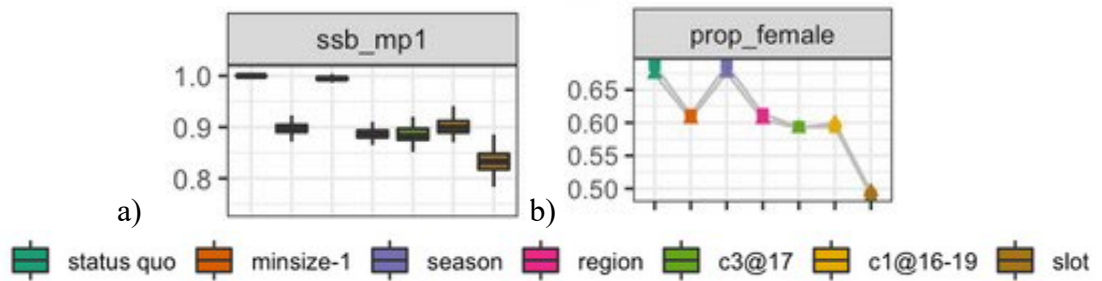 ssb_mp1
1.0
0.9
0.8
a)
prop_female
0.65
0.60
0.55
0.50
b)
status quo minsize-1 season region c3@17 c1@16-19 slot